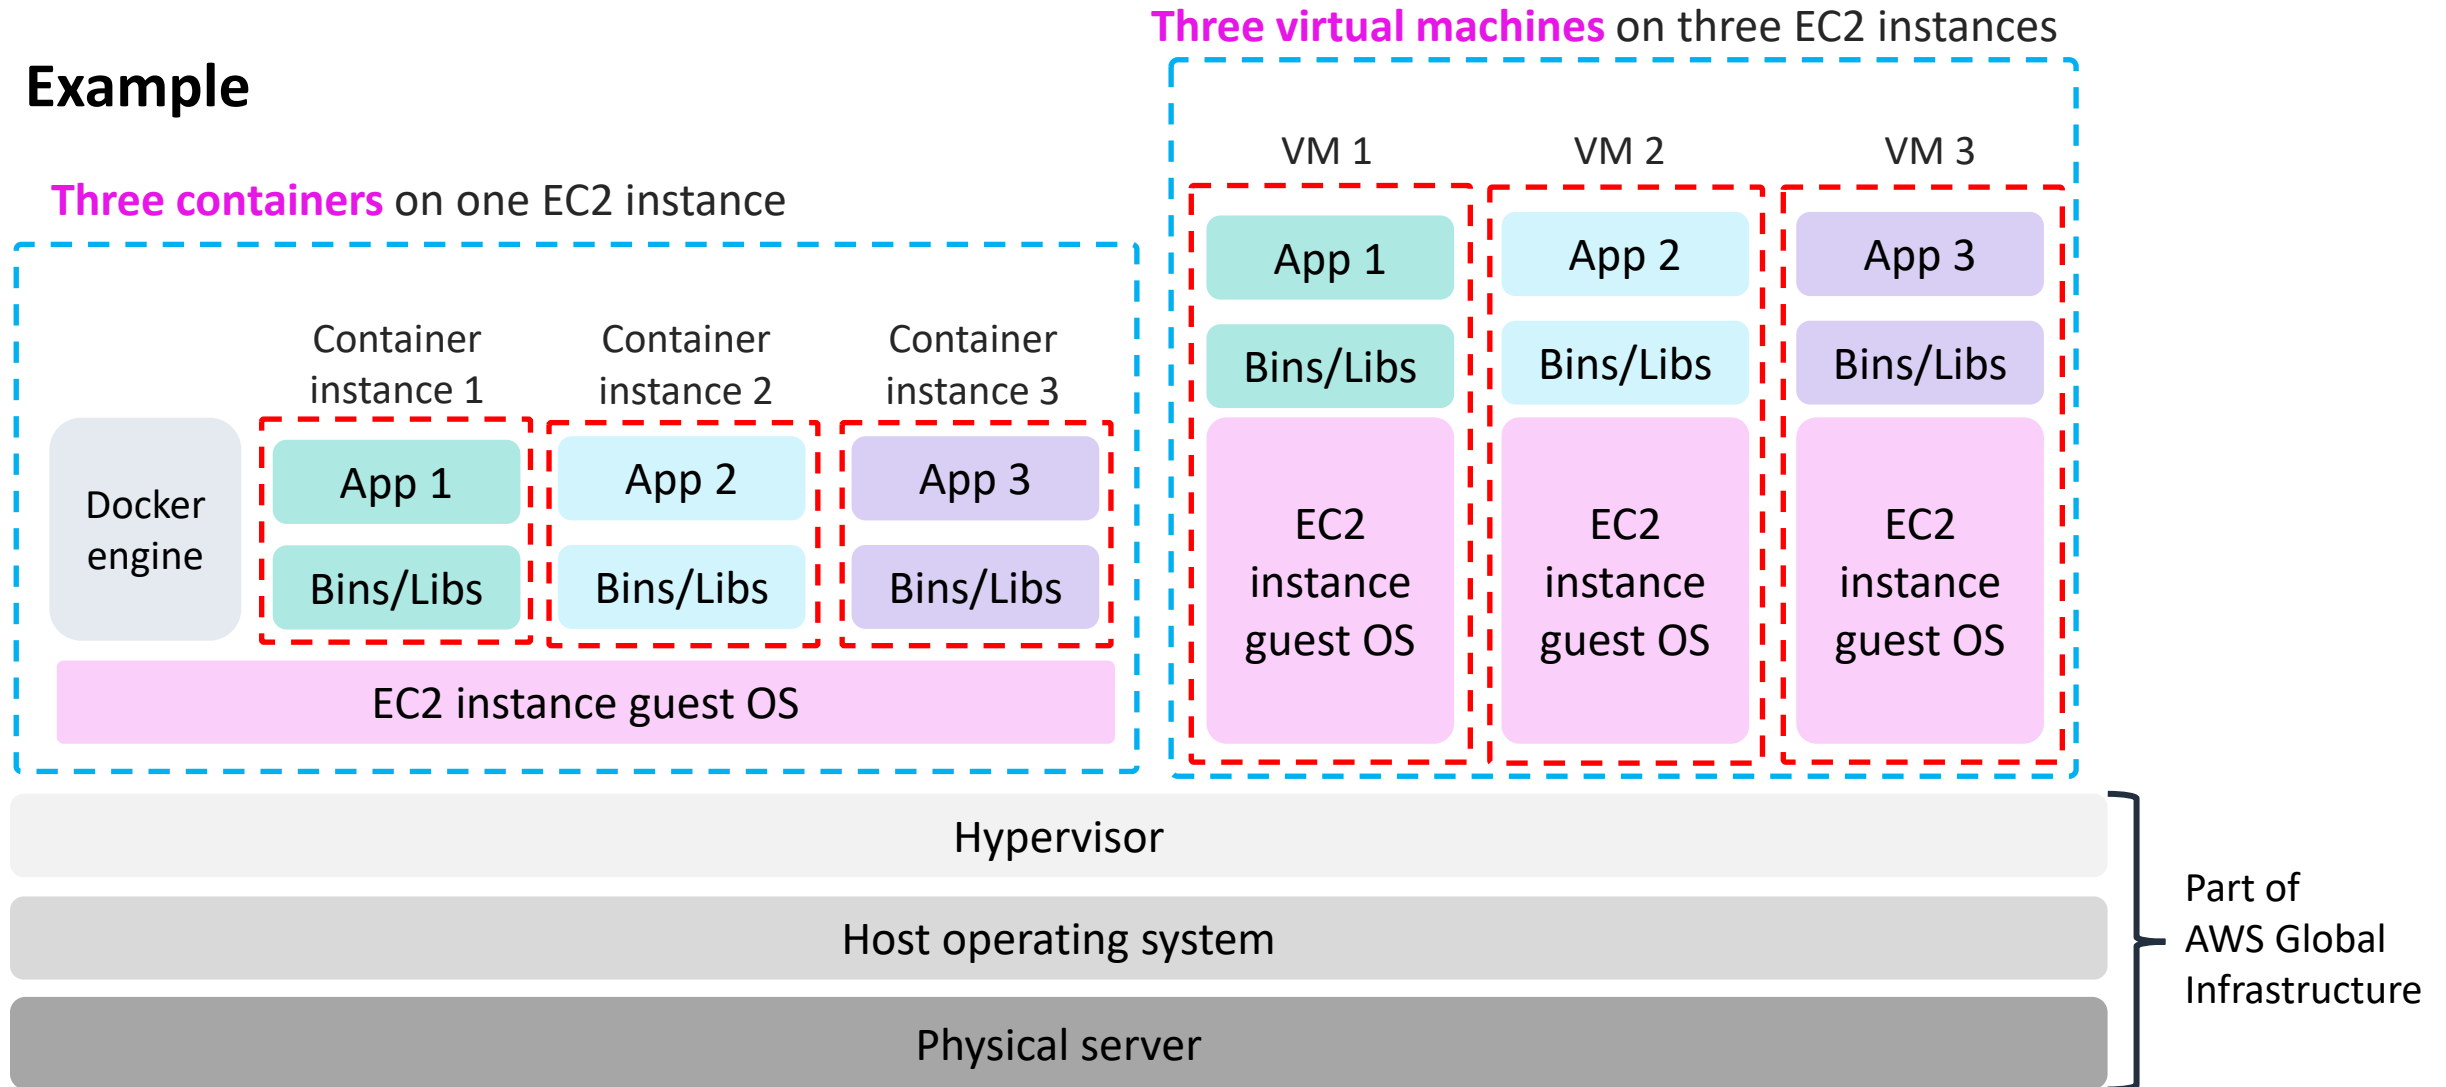 Three virtual machines on three EC2 instances
Example
Three containers on one EC2 instance
VM 1
VM 2
VM 3
App 1
App 2
App 3
Bins/Libs
Bins/Libs
Bins/Libs
EC2
instance
guest OS
EC2
instance
guest OS
EC2
instance
guest OS
Container
instance 1
Container
instance 2
Container
instance 3
Docker
engine
App 1
App 2
App 3
Bins/Libs
Bins/Libs
Bins/Libs
EC2 instance guest OS
Hypervisor
Host operating system
Physical server
Part of
AWS Global
Infrastructure